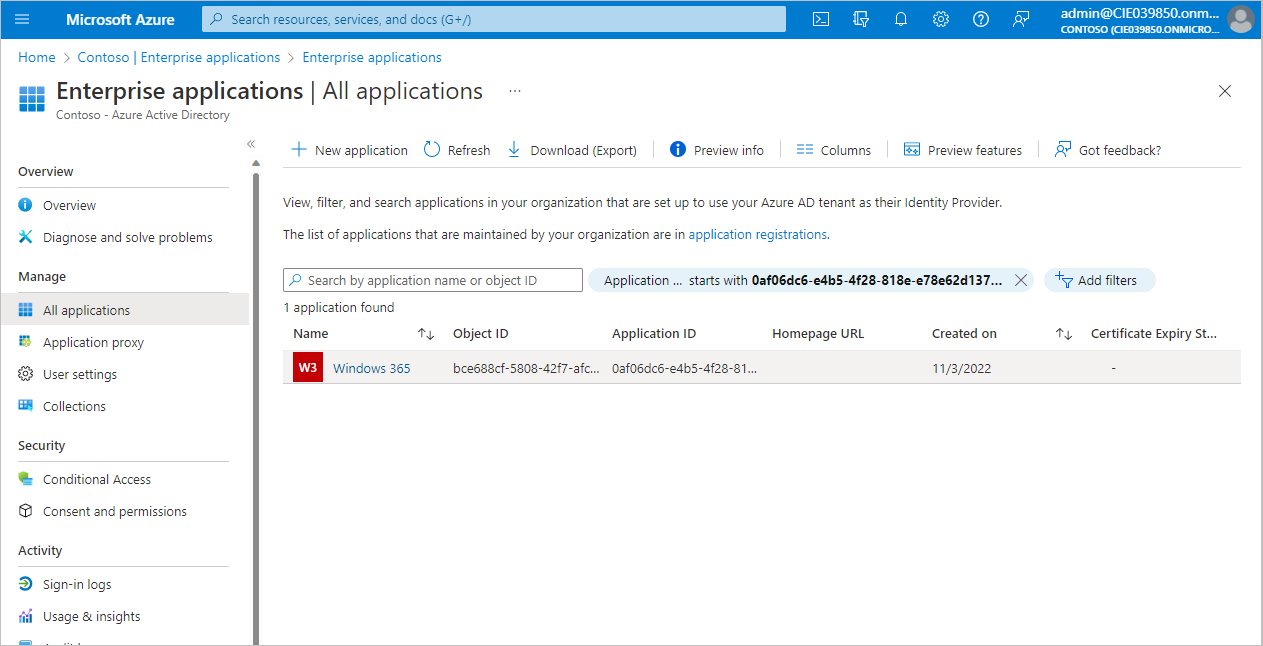 Microsoft Azure
Search resources, services, and docs (G+/)
admin@CIE039850.onm...
CONTOSO (CIE039850.ONMICRO...
Home > Contoso | Enterprise applications > Enterprise applications
Enterprise applications | All applications ...
Contoso - Azure Active Directory
«
Overview
Overview
Diagnose and solve problems
Manage
All applications
Application proxy
User settings
Collections
Security
Conditional Access
Consent and permissions
Activity
Sign-in logs
Usage & insights
New application Refresh Download (Export) Preview info Columns Preview features Got feedback?
View, filter, and search applications in your organization that are set up to use your Azure AD tenant as their Identity Provider.
The list of applications that are maintained by your organization are in application registrations.
Search by application name or object ID Application ... starts with 0af06dc6-e4b5-4f28-818e-e78e62d137... Add filters
1 application found
Name Object ID Application ID Homepage URL Created on Certificate Expiry St...
W3 Windows 365 bce688cf-5808-42f7-afc... 0af06dc6-e4b5-4f28-81... 11/3/2022 -